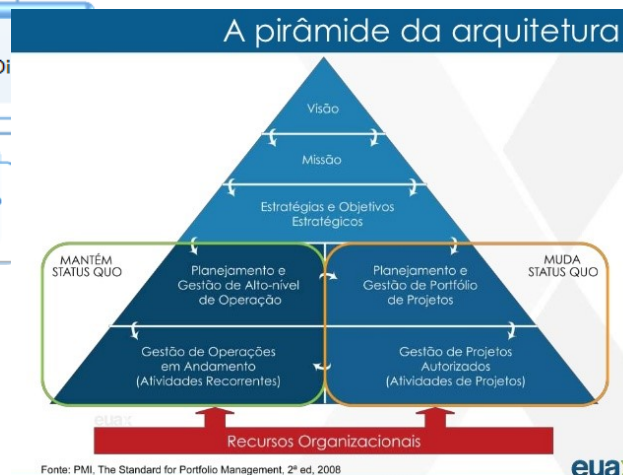 A pirâmide da arquitetura
Di
Visão
Missão
Estratégias e Objetivos
Estratégicos
MANTÉM
STATUS QUO
Planejamento e
Gestão de Alto-nível
de Operação
Planejamento e
Gestão de Portfólio
de Projetos
MUDA
STATUS QUO
Gestão de Operações
em Andamento
(Atividades Recorrentes)
Gestão de Projetos
Autorizados
(Atividades de Projetos)
euax
Recursos Organizacionais
Fonte: PMI, The Standard for Portfolio Management, 2ª ed, 2008
eua